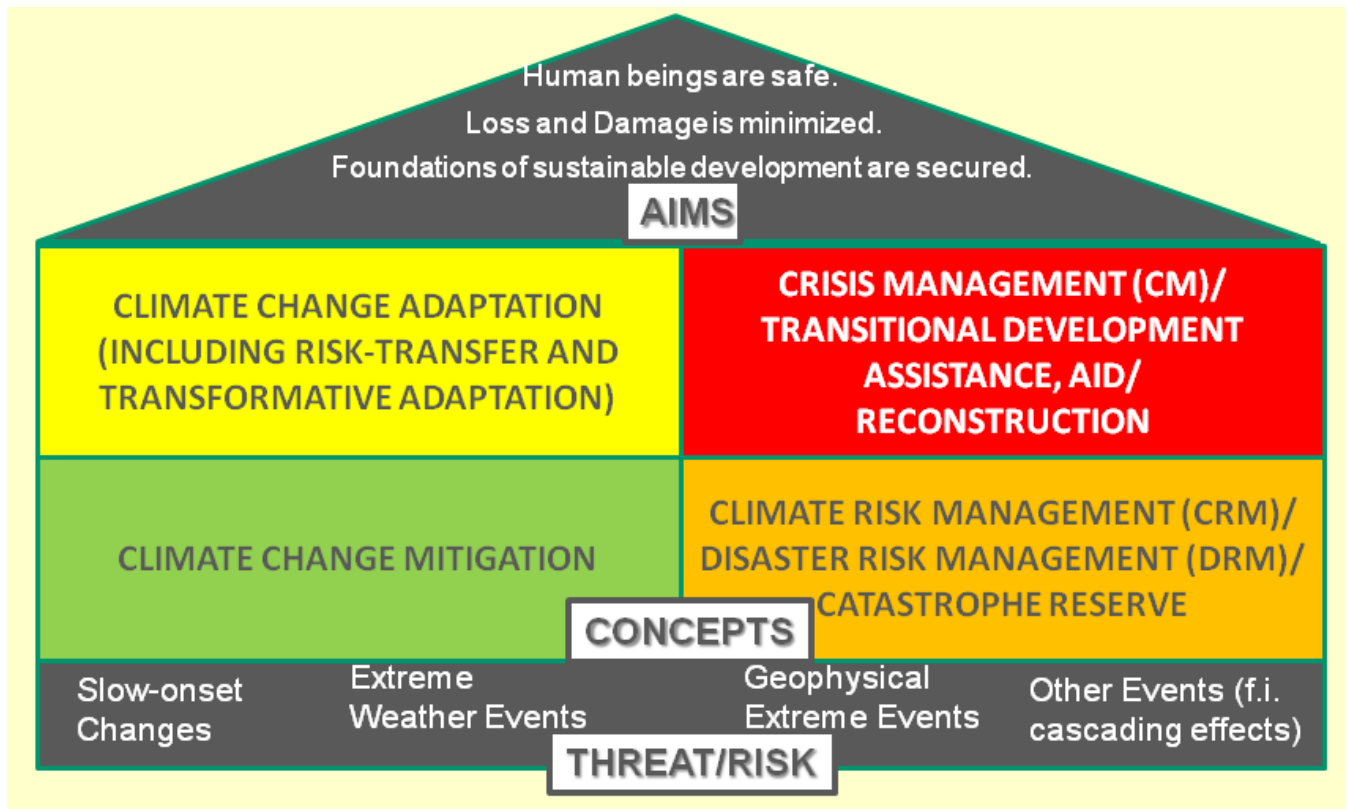 Human beings are safe.
Loss and Damage is minimized.
Foundations of sustainable development are secured.
AIMS
CLIMATE CHANGE ADAPTATION
(INCLUDING RISK-TRANSFER AND
TRANSFORMATIVE ADAPTATION)
CRISIS MANAGEMENT (CM)/
TRANSITIONAL DEVELOPMENT
ASSISTANCE, AID/
RECONSTRUCTION
CLIMATE CHANGE MITIGATION
CLIMATE RISK MANAGEMENT (CRM)/
DISASTER RISK MANAGEMENT (DRM)/
CATASTROPHE RESERVE
CONCEPTS
Slow-onset
Changes
Extreme
Weather Events
Geophysical
Extreme Events
Other Events (f.i.
cascading effects)
THREAT/RISK